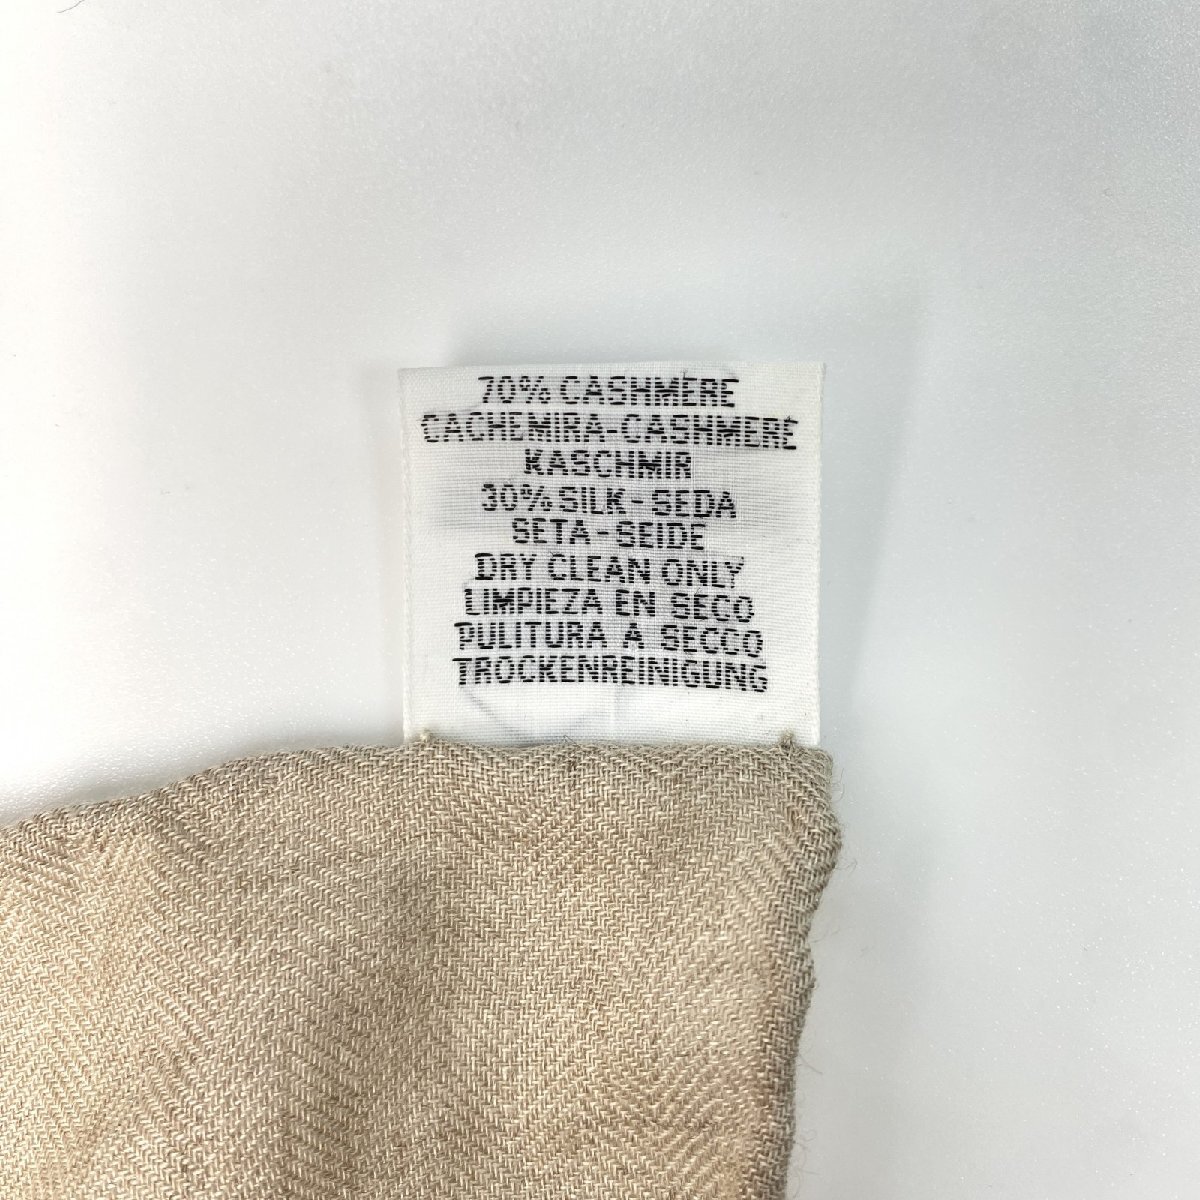 70% CASHMERE
CACHEMIRA-CASHMERE
KASCHMIR
30% SILK - SEDA
SETA - SEIDE
DRY CLEAN ONLY
LIMPIEZA EN SECO
PULITURA A SECCO
TROCKENREINIGUNG